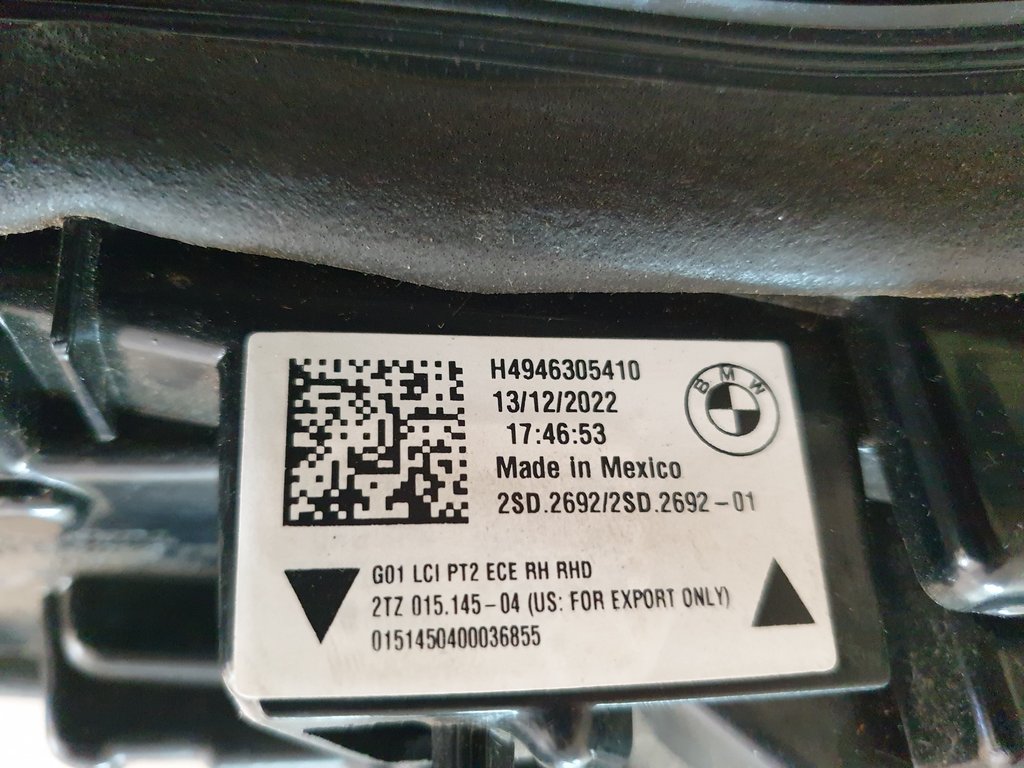 H4946305410
13/12/2022
17:46:53
Made in Mexico
2SD.2692/2SD.2692-01
BMW
G01 LCI PT2 ECE RH RHD
2TZ 015.145-04 (US: FOR EXPORT ONLY)
0151450400036855